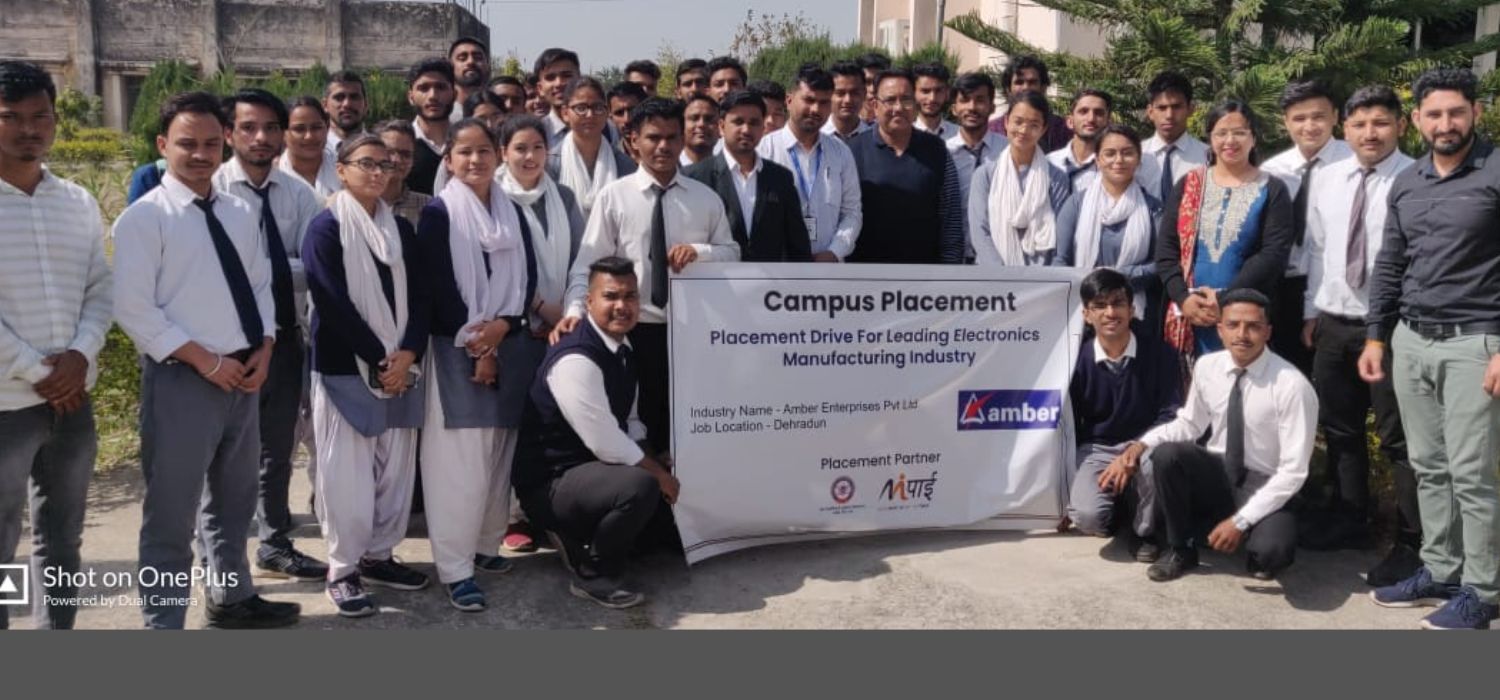 Campus Placement
Placement Drive For Leading Electronics
Manufacturing Industry
Industry Name - Amber Enterprises Pvt Ltd
Job Location - Dehradun
amber
Placement Partner
Miपाई
Shot on OnePlus
Powered by Dual Camera